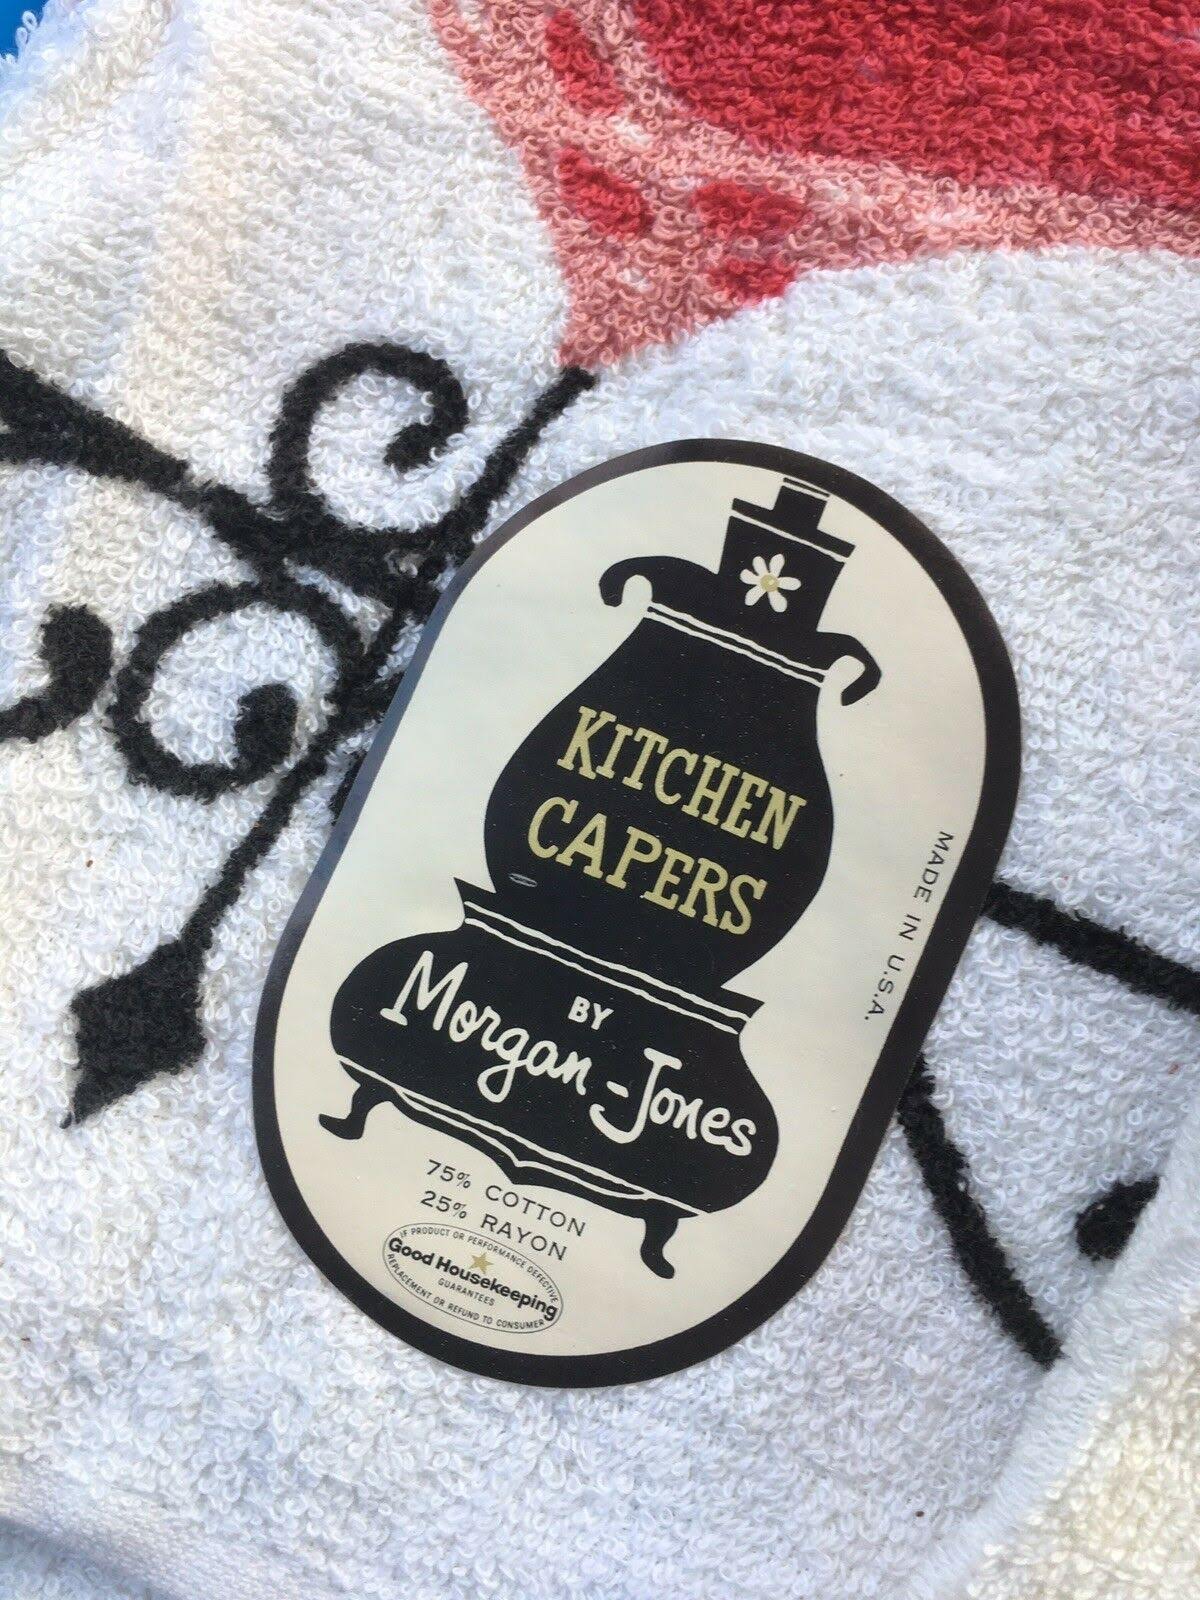 KITCHEN
CAPERS
BY
Morgan-Jones
MADE IN U.S.A.
75% COTTON
25% RAYON
IF PRODUCT OR PERFORMANCE DEFECTIVE
Good Housekeeping
GUARANTEES
REPLACEMENT OR REFUND TO CONSUMER